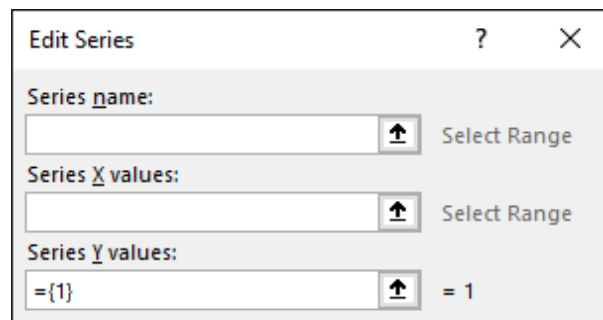 Edit Series ? ×
Series name:
Select Range
Series X values:
Select Range
Series Y values:
={1} = 1